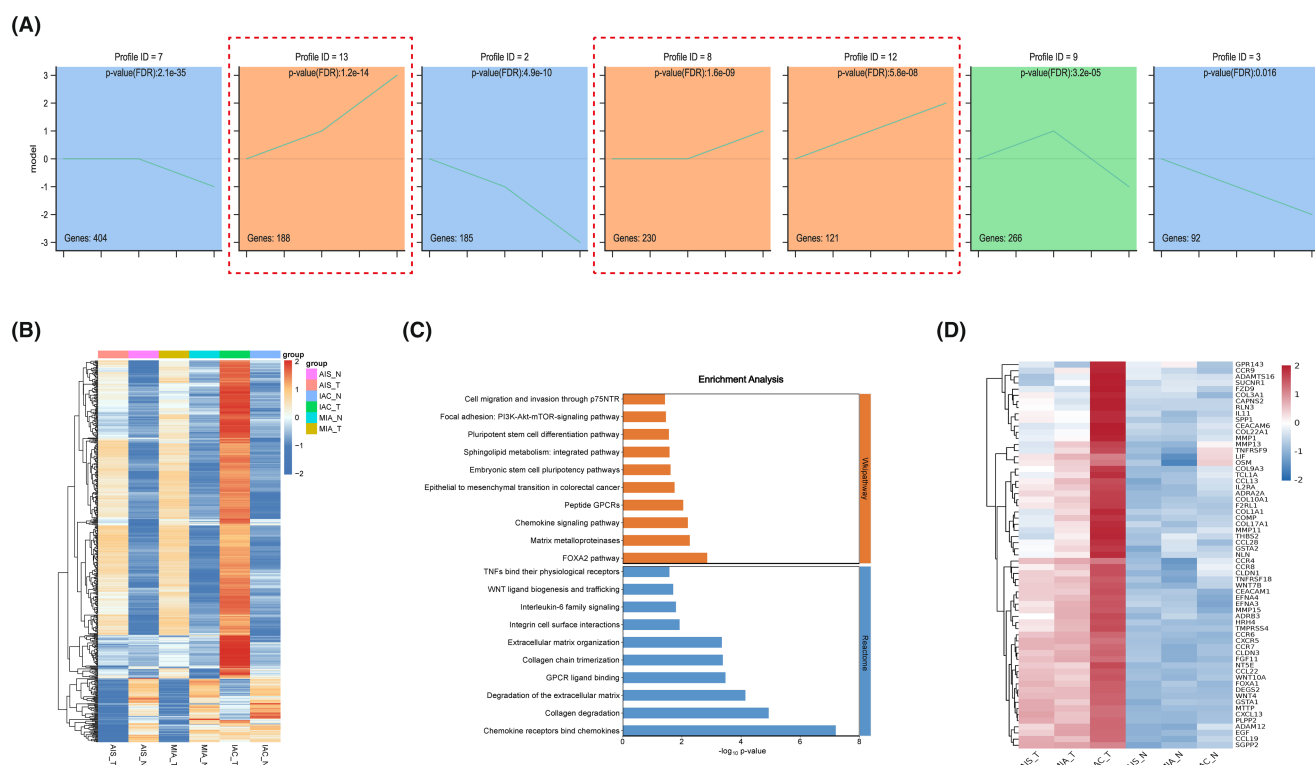 (A)
Profile ID = 7
p-value(FDR):2.1e-35
Genes: 404
Profile ID = 13
p-value(FDR):1.2e-14
Genes: 188
Profile ID = 2
p-value(FDR):4.9e-10
Genes: 185
Profile ID = 8
p-value(FDR):1.6e-09
Genes: 230
Profile ID = 12
p-value(FDR):5.8e-08
Genes: 121
Profile ID = 9
p-value(FDR):3.2e-05
Genes: 266
Profile ID = 3
p-value(FDR):0.016
Genes: 92
model
3
2
1
0
-1
-2
-3
(B)
group
group
AIS_N
AIS_T
IAC_N
IAC_T
MIA_N
MIA_T
2
1
0
−1
−2
AIS_T
AIS_N
MIA_T
MIA_N
IAC_T
IAC_N
(C)
Enrichment Analysis
Cell migration and invasion through p75NTR
Focal adhesion: PI3K-Akt-mTOR-signaling pathway
Pluripotent stem cell differentiation pathway
Sphingolipid metabolism: integrated pathway
Embryonic stem cell pluripotency pathways
Epithelial to mesenchymal transition in colorectal cancer
Peptide GPCRs
Chemokine signaling pathway
Matrix metalloproteinases
FOXA2 pathway
Wikipathway
TNFs bind their physiological receptors
WNT ligand biogenesis and trafficking
Interleukin-6 family signaling
Integrin cell surface interactions
Extracellular matrix organization
Collagen chain trimerization
GPCR ligand binding
Degradation of the extracellular matrix
Collagen degradation
Chemokine receptors bind chemokines
Reactome
0 2 4 6 8
-log₁₀ p-value
(D)
GPR143
CCR9
ADAMTS16
SUCNR1
FZD9
COL3A1
CAPNS2
RLN3
IL11
SPP1
CEACAM6
COL22A1
MMP1
MMP13
TNFRSF9
LIF
OSM
COL9A3
TCL1A
CCL13
IL2RA
ADRA2A
COL10A1
F2RL1
COL1A1
COMP
COL17A1
MMP11
THBS2
CCL28
GSTA2
NLN
CCR4
CCR8
CLDN1
TNFRSF18
WNT7B
CEACAM1
EFNA4
EFNA3
MMP15
ADRB3
HRH4
TMPRSS4
CCR6
CXCR5
CCR7
CLDN3
FGF11
NT5E
CCL22
WNT10A
FOXA1
DEGS2
WNT4
GSTA1
MTTP
CXCL13
PLPP2
ADAM12
EGF
CCL19
SGPP2
2
1
0
-1
-2